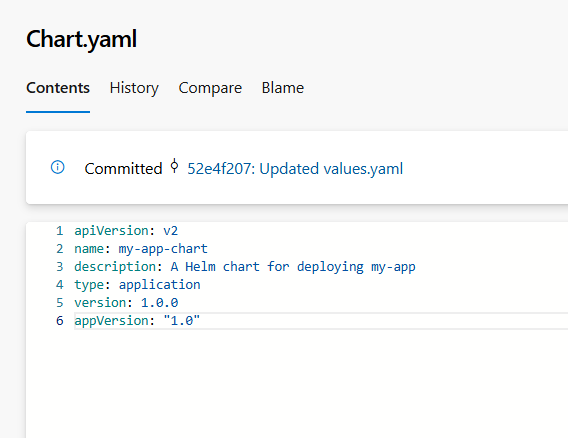 Chart.yaml
Contents History Compare Blame
Committed 52e4f207: Updated values.yaml
1 apiVersion: v2
2 name: my-app-chart
3 description: A Helm chart for deploying my-app
4 type: application
5 version: 1.0.0
6 appVersion: "1.0"